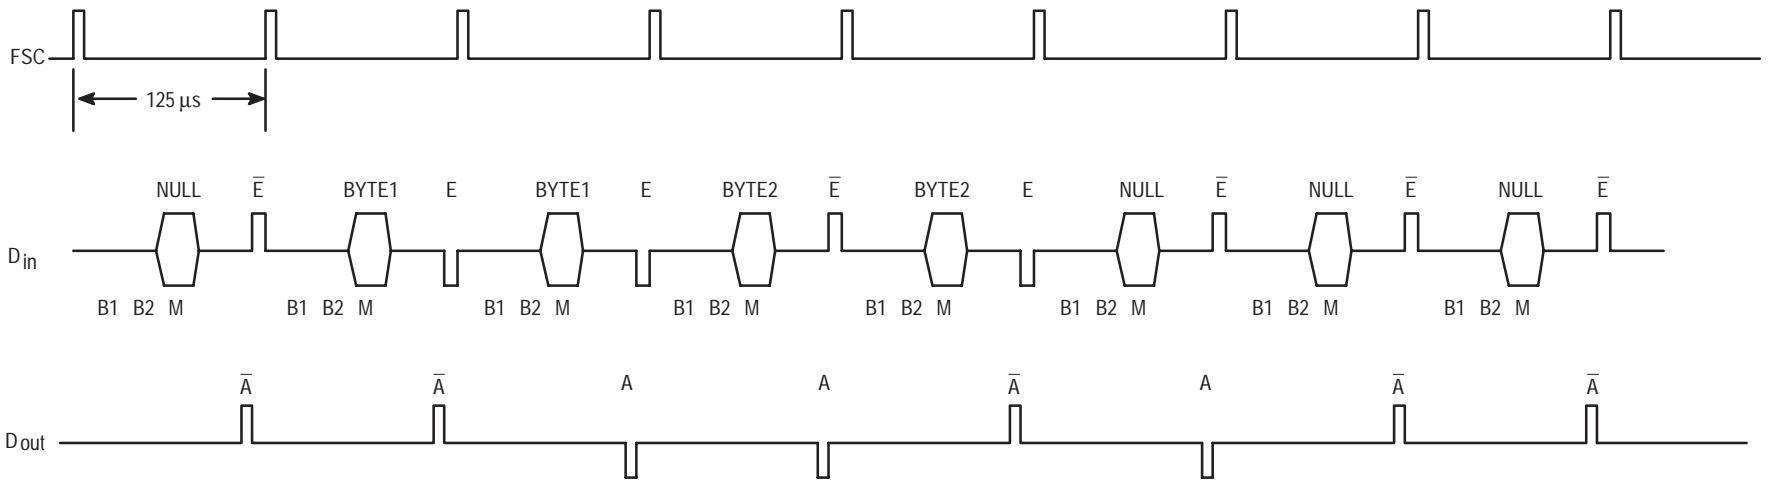 FSC
125 µs
NULL E̅ BYTE1 E BYTE1 E BYTE2 E̅ BYTE2 E NULL E̅ NULL E̅ NULL E̅
Din
B1 B2 M B1 B2 M B1 B2 M B1 B2 M B1 B2 M B1 B2 M B1 B2 M B1 B2 M
A̅ A̅ A A A̅ A A̅ A̅
Dout